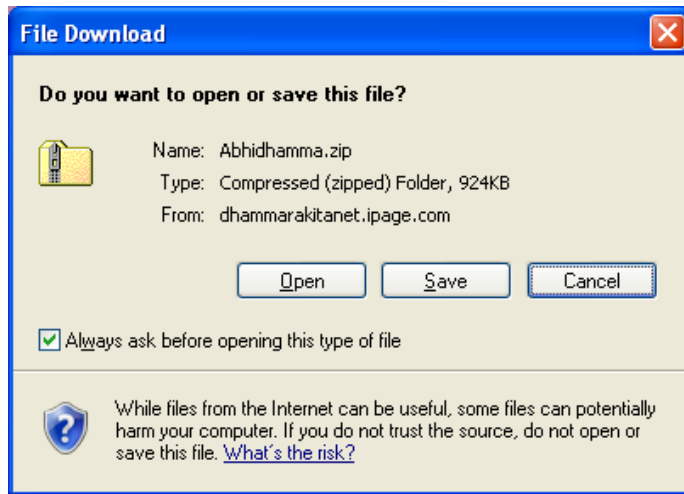 File Download
Do you want to open or save this file?
Name: Abhidhamma.zip
Type: Compressed (zipped) Folder, 924KB
From: dhammarakitanet.ipage.com
Open Save Cancel
Always ask before opening this type of file
While files from the Internet can be useful, some files can potentially
harm your computer. If you do not trust the source, do not open or
save this file. What's the risk?